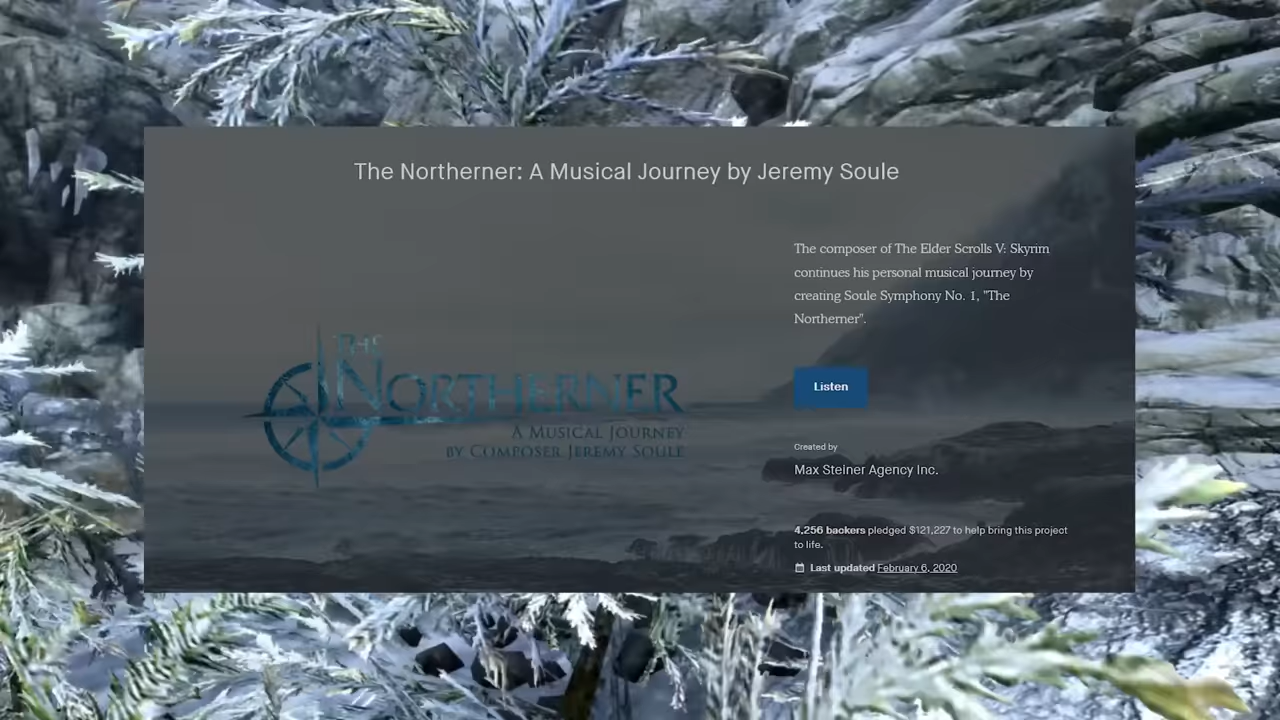 The Northerner: A Musical Journey by Jeremy Soule
The composer of The Elder Scrolls V: Skyrim
continues his personal musical journey by
creating Soule Symphony No. 1, "The
Northerner".
THE
NORTHERNER
A MUSICAL JOURNEY
BY COMPOSER JEREMY SOULE
Listen
Created by
Max Steiner Agency Inc.
4,256 backers pledged $121,227 to help bring this project
to life.
Last updated February 6, 2020